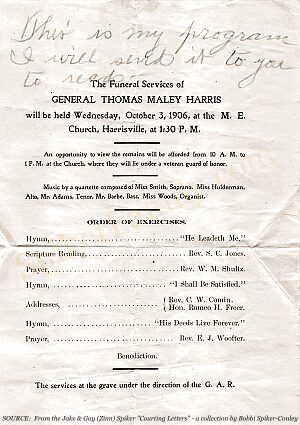 This is my program
I will send it to you
to read
The Funeral Services of
GENERAL THOMAS MALEY HARRIS
will be held Wednesday, October 3, 1906, at the M. E.
Church, Harrisville, at 1:30 P. M.
An opportunity to view the remains will be afforded from 10 A. M. to
1 P. M. at the Church, where they will lie under a veteran guard of honor.
Music by a quartette composed of Miss Smith, Soprano. Miss Hulderman,
Alto, Mr. Adams, Tenor, Mr. Barbe, Bass, Miss Woods, Organist.
ORDER OF EXERCISES.
Hymn, "He Leadeth Me."
Scripture Reading, Rev. S. C. Jones.
Prayer, Rev. W. M. Shultz.
Hymn, "I Shall Be Satisfied."
Addresses, Rev. C. W. Comin.
Hon. Romeo H. Freer.
Hymn, "His Deeds Live Forever."
Prayer, Rev. E. J. Woofter.
Benediction.
The services at the grave under the direction of the G. A. R.
SOURCE: From the Jake & Gay (Zinn) Spiker "Courting Letters" - a collection by Bobbi Spiker-Conley